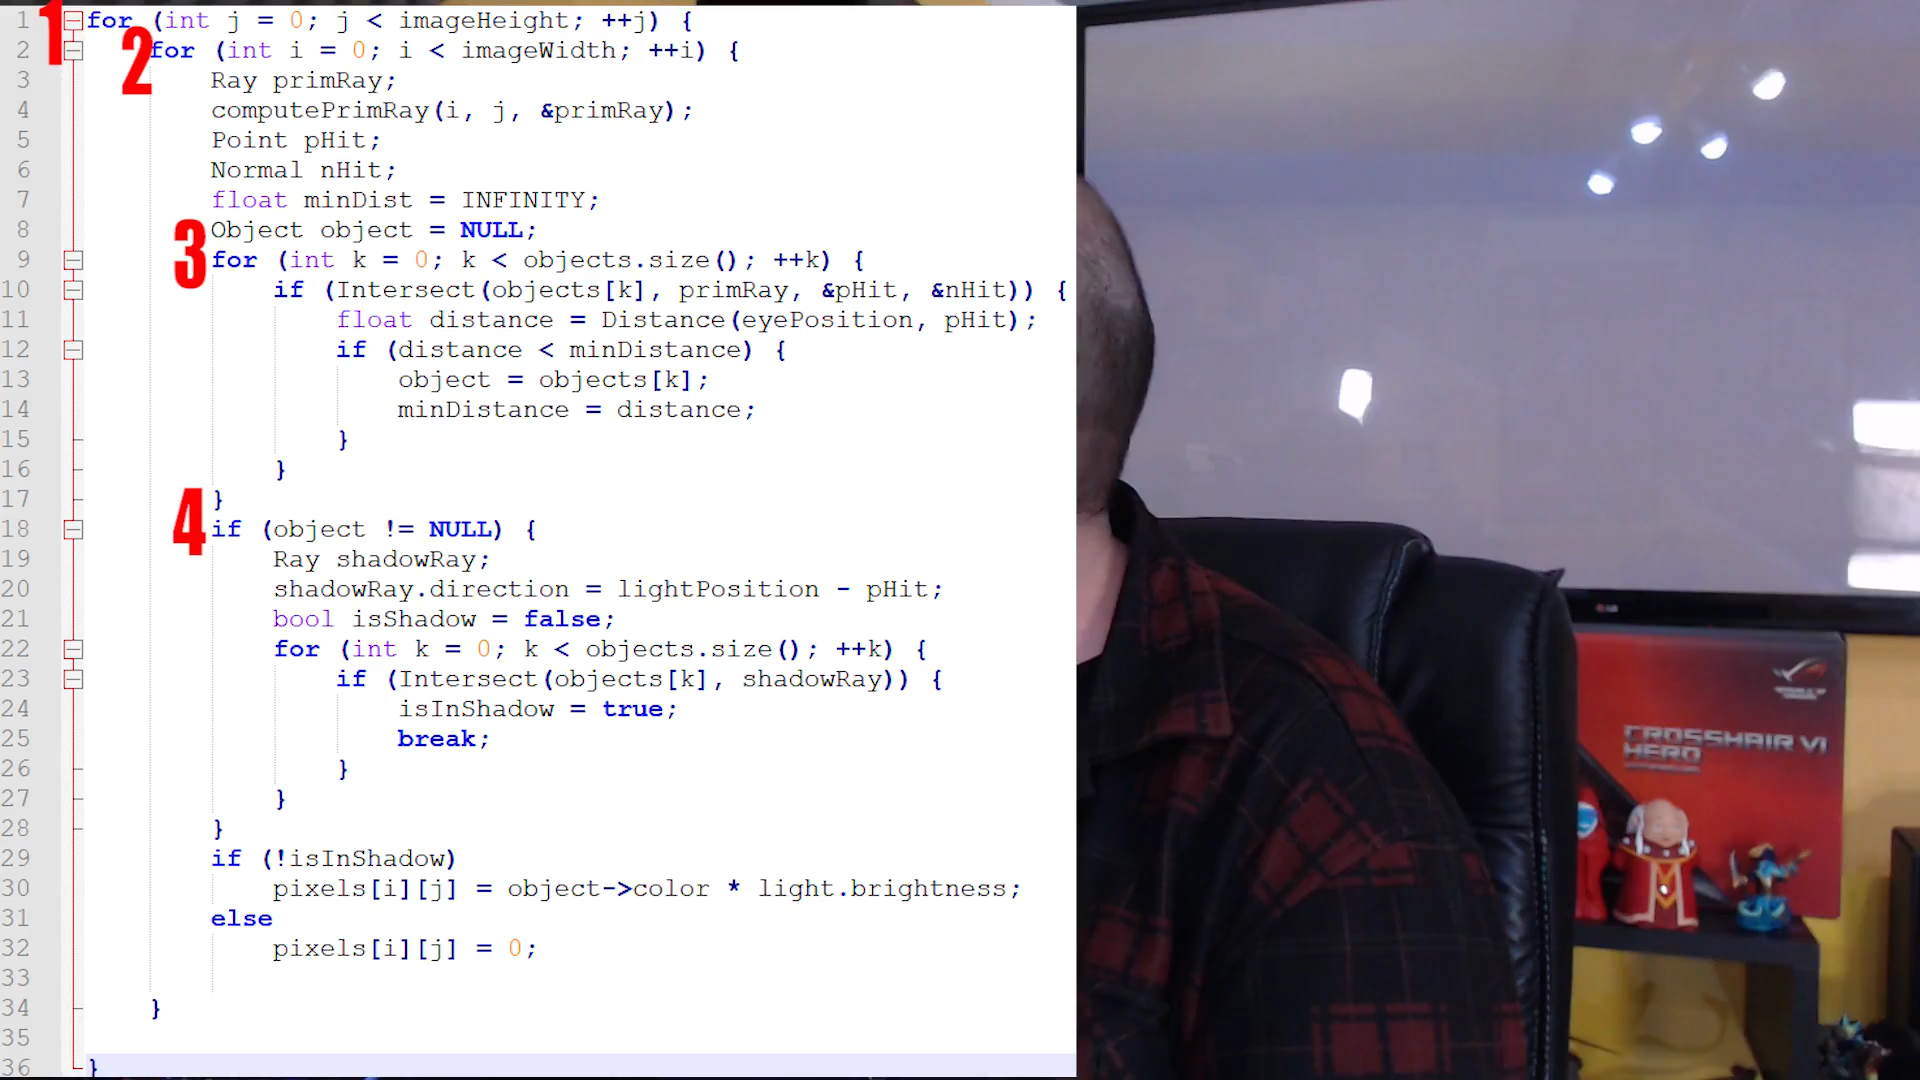 1 for (int j = 0; j < imageHeight; ++j) {
2 for (int i = 0; i < imageWidth; ++i) {
3 Ray primRay;
4 computePrimRay(i, j, &primRay);
5 Point pHit;
6 Normal nHit;
7 float minDist = INFINITY;
8 Object object = NULL;
9 for (int k = 0; k < objects.size(); ++k) {
10 if (Intersect(objects[k], primRay, &pHit, &nHit)) {
11 float distance = Distance(eyePosition, pHit);
12 if (distance < minDistance) {
13 object = objects[k];
14 minDistance = distance;
15 }
16 }
17 }
18 if (object != NULL) {
19 Ray shadowRay;
20 shadowRay.direction = lightPosition - pHit;
21 bool isShadow = false;
22 for (int k = 0; k < objects.size(); ++k) {
23 if (Intersect(objects[k], shadowRay)) {
24 isInShadow = true;
25 break;
26 }
27 }
28 }
29 if (!isInShadow)
30 pixels[i][j] = object->color * light.brightness;
31 else
32 pixels[i][j] = 0;
33
34 }
35
36 }
1
2
3
4
CROSSHAIR VI
HERO